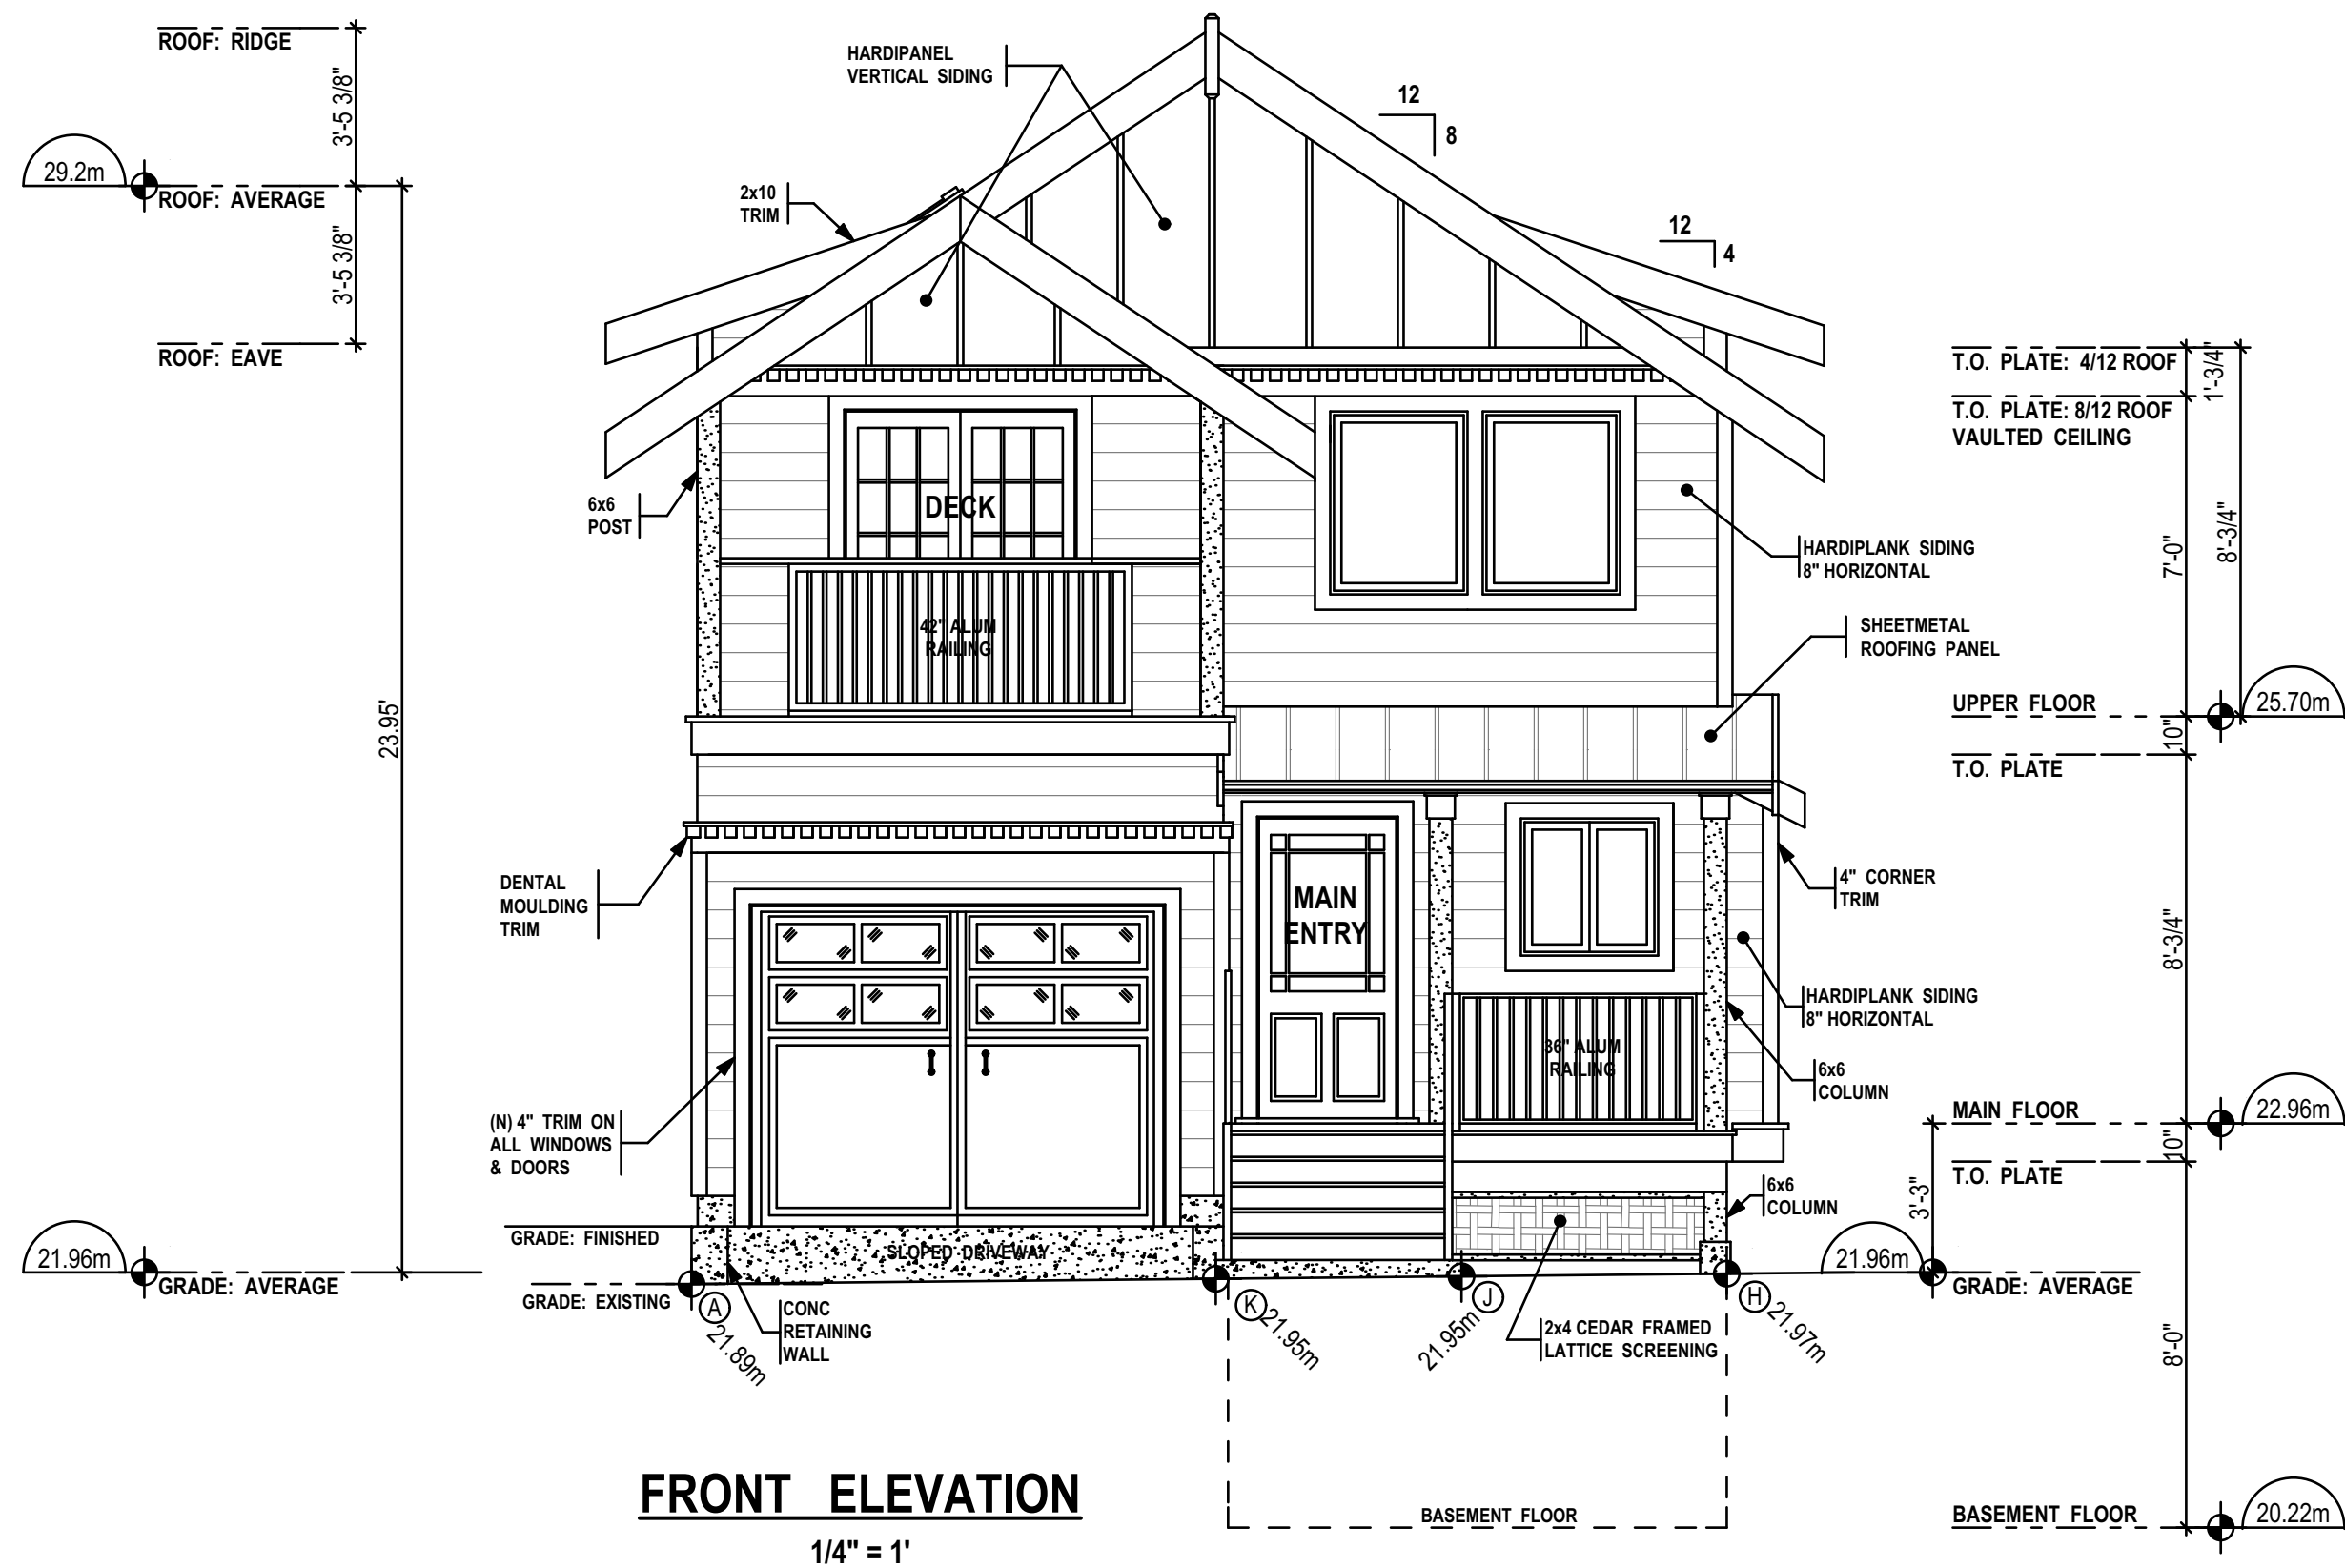 ROOF: RIDGE
3'-5 3/8"
29.2m
ROOF: AVERAGE
3'-5 3/8"
ROOF: EAVE
23.95'
21.96m
GRADE: AVERAGE
HARDIPANEL
VERTICAL SIDING
2x10
TRIM
12
8
12
4
6x6
POST
DECK
42" ALUM
RAILING
HARDIPLANK SIDING
8" HORIZONTAL
SHEETMETAL
ROOFING PANEL
DENTAL
MOULDING
TRIM
MAIN
ENTRY
4" CORNER
TRIM
HARDIPLANK SIDING
8" HORIZONTAL
36" ALUM
RAILING
6x6
COLUMN
(N) 4" TRIM ON
ALL WINDOWS
& DOORS
6x6
COLUMN
GRADE: FINISHED
SLOPED DRIVEWAY
GRADE: EXISTING
A
21.89m
CONC
RETAINING
WALL
K
21.95m
J
21.95m
2x4 CEDAR FRAMED
LATTICE SCREENING
H
21.97m
BASEMENT FLOOR
T.O. PLATE: 4/12 ROOF
1'-3/4"
T.O. PLATE: 8/12 ROOF
VAULTED CEILING
7'-0"
8'-3/4"
UPPER FLOOR
25.70m
10"
T.O. PLATE
8'-3/4"
MAIN FLOOR
22.96m
10"
T.O. PLATE
3'-3"
21.96m
GRADE: AVERAGE
8'-0"
BASEMENT FLOOR
20.22m
FRONT ELEVATION
1/4" = 1'